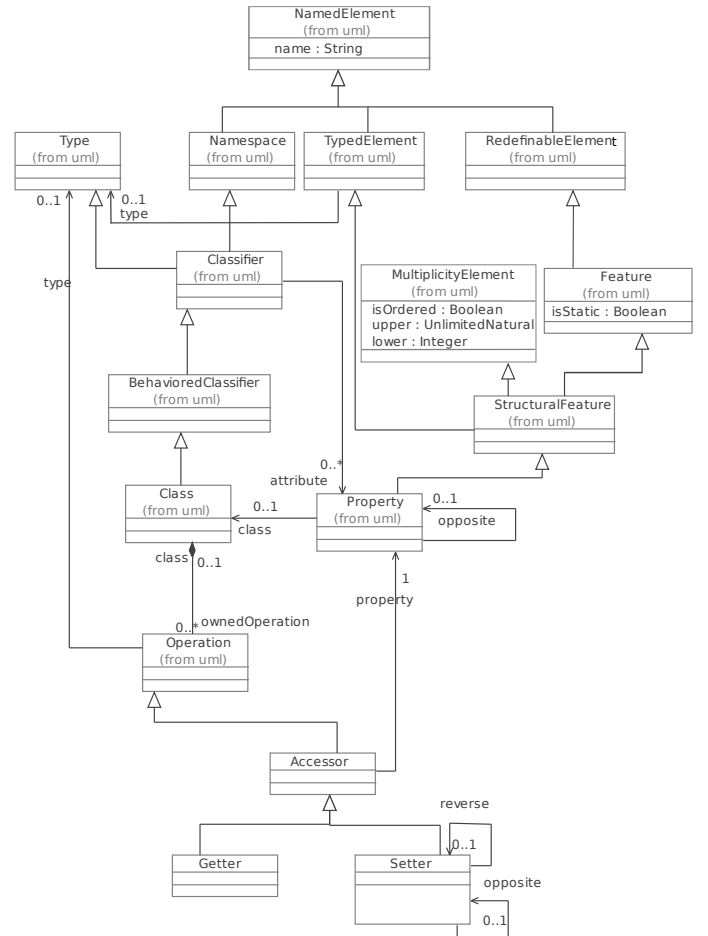 NamedElement
(from uml)
name : String
Type
(from uml)
Namespace
(from uml)
TypedElement
(from uml)
RedefinableElement
(from uml)
0..1
0..1
type
type
Classifier
(from uml)
MultiplicityElement
(from uml)
isOrdered : Boolean
upper : UnlimitedNatural
lower : Integer
Feature
(from uml)
isStatic : Boolean
BehavioredClassifier
(from uml)
StructuralFeature
(from uml)
0..*
attribute
Class
(from uml)
0..1
class
Property
(from uml)
0..1
opposite
class
0..1
1
property
0..*
ownedOperation
Operation
(from uml)
Accessor
reverse
0..1
Getter
Setter
opposite
0..1